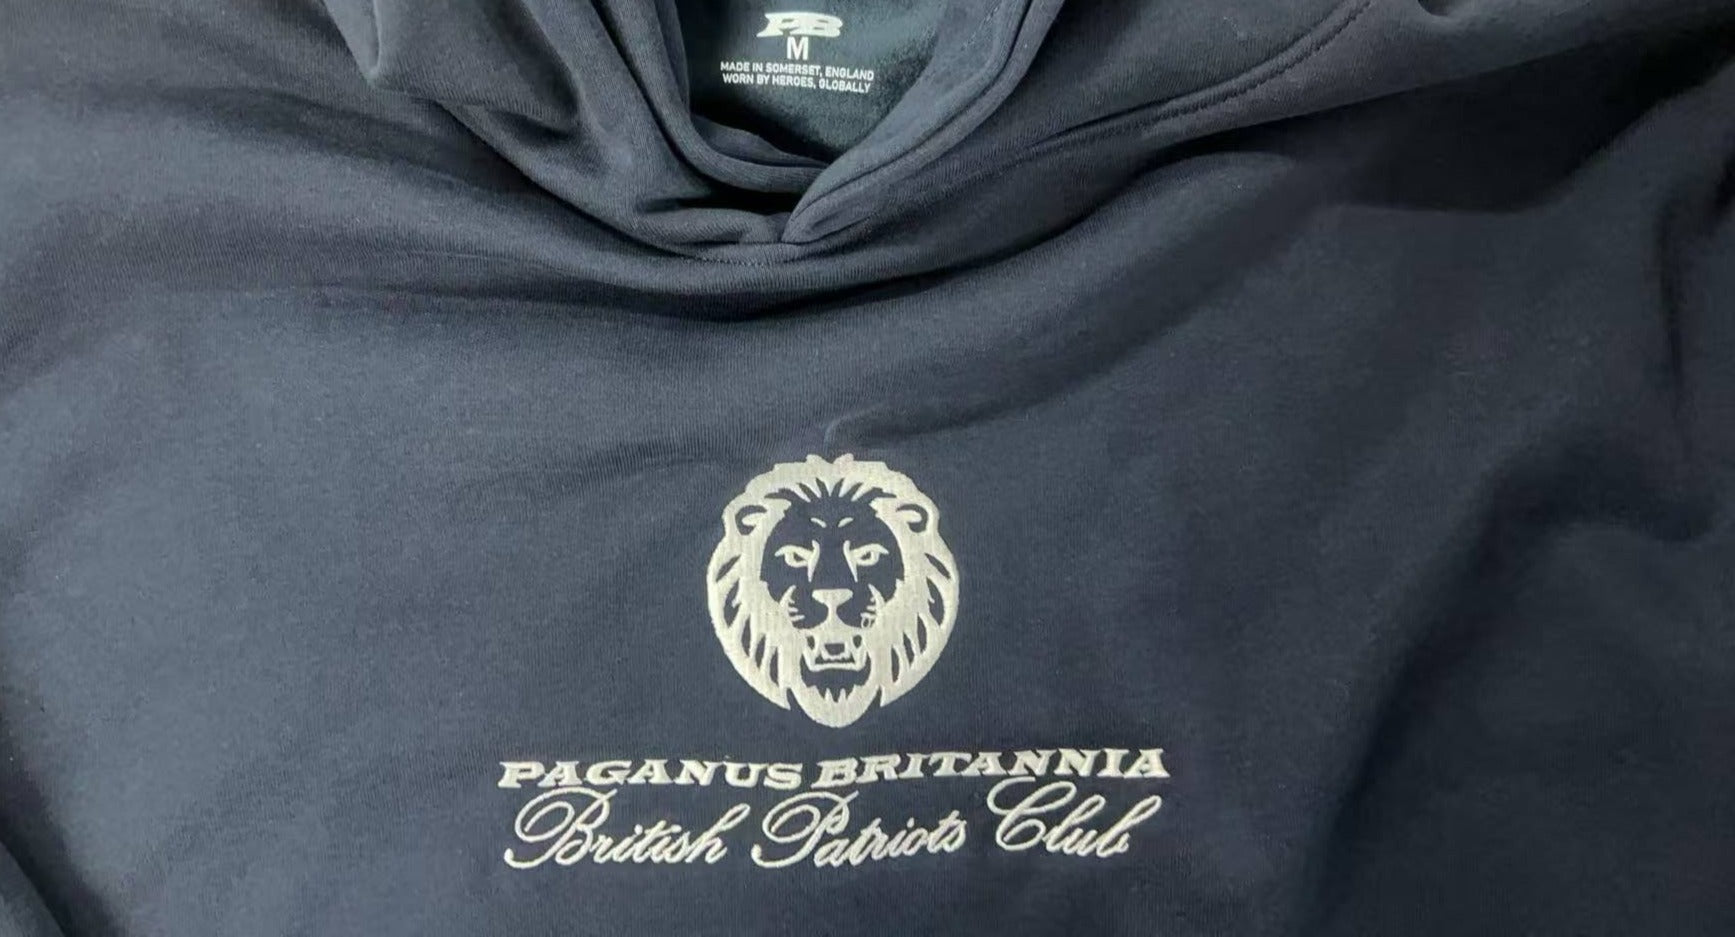 PB
M
MADE IN SOMERSET, ENGLAND
WORN BY HEROES, GLOBALLY
PAGANUS BRITANNIA
British Patriots Club